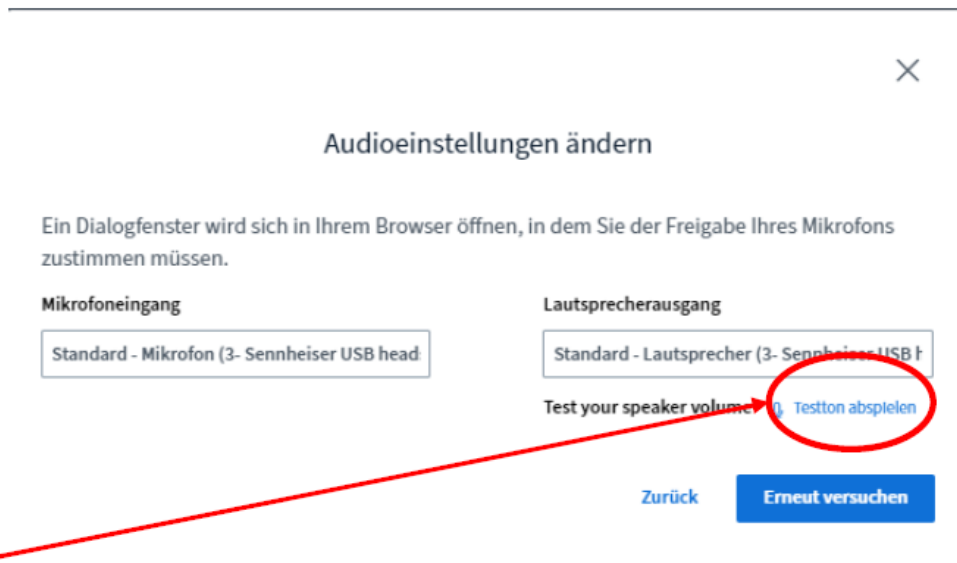 Audioeinstellungen ändern
Ein Dialogfenster wird sich in Ihrem Browser öffnen, in dem Sie der Freigabe Ihres Mikrofons
zustimmen müssen.
Mikrofoneingang
Lautsprecherausgang
Standard - Mikrofon (3- Sennheiser USB head
Standard - Lautsprecher (3- Sennheiser USB h
Test your speaker volume: Testton abspielen
Zurück
Erneut versuchen